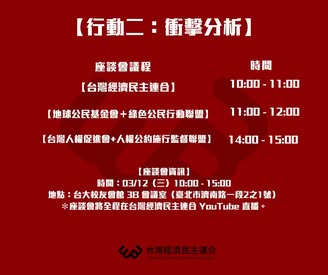 【行動二：衝擊分析】
座談會議程 時間
【台灣經濟民主連合】 10:00 - 11:00
【地球公民基金會＋綠色公民行動聯盟】 11:00 - 12:00
【台灣人權促進會+人權公約施行監督聯盟】 14:00 - 15:00
【座談會資訊】
時間：03/12（三）10:00 - 15:00
地點：台大校友會館 3B 會議室（臺北市濟南路一段2之1號）
＊座談會將全程在台灣經濟民主連合 YouTube 直播。
台灣經濟民主連合